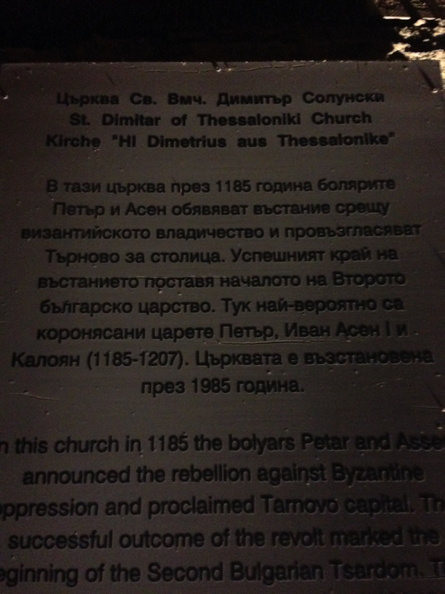 Църква Св. Вмч. Димитър Солунски
St. Dimitar of Thessaloniki Church
Kirche "Hl Dimetrius aus Thessalonike"
В тази църква през 1185 година болярите
Петър и Асен обявяват въстание срещу
византийското владичество и провъзгласяват
Търново за столица. Успешният край на
въстанието поставя началото на Второто
българско царство. Тук най-вероятно са
коронясани царете Петър, Иван Асен I и
Калоян (1185-1207). Църквата е възстановена
през 1985 година.
n this church in 1185 the bolyars Petar and Asse
announced the rebellion against Byzantine
oppression and proclaimed Tarnovo capital. Th
successful outcome of the revolt marked the
eginning of the Second Bulgarian Tsardom. T